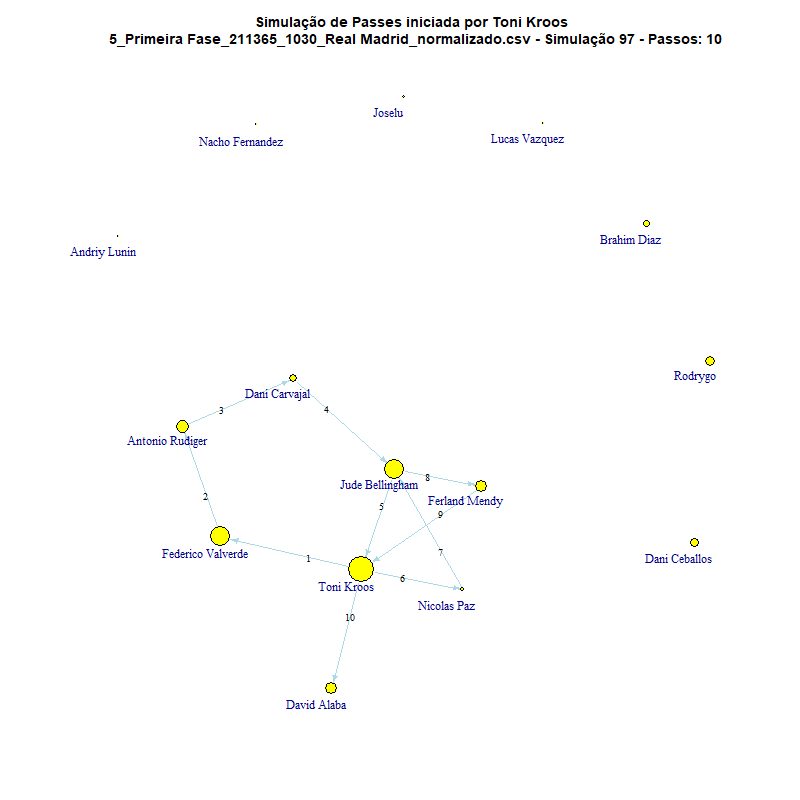 Simulação de Passes iniciada por Toni Kroos
5_Primeira Fase_211365_1030_Real Madrid_normalizado.csv - Simulação 97 - Passos: 10
Joselu
Nacho Fernandez
Lucas Vazquez
Brahim Diaz
Andriy Lunin
Rodrygo
Dani Carvajal
3
4
Antonio Rudiger
8
Jude Bellingham
Ferland Mendy
2
5
9
Federico Valverde
7
1
Dani Ceballos
6
Toni Kroos
Nicolas Paz
10
David Alaba